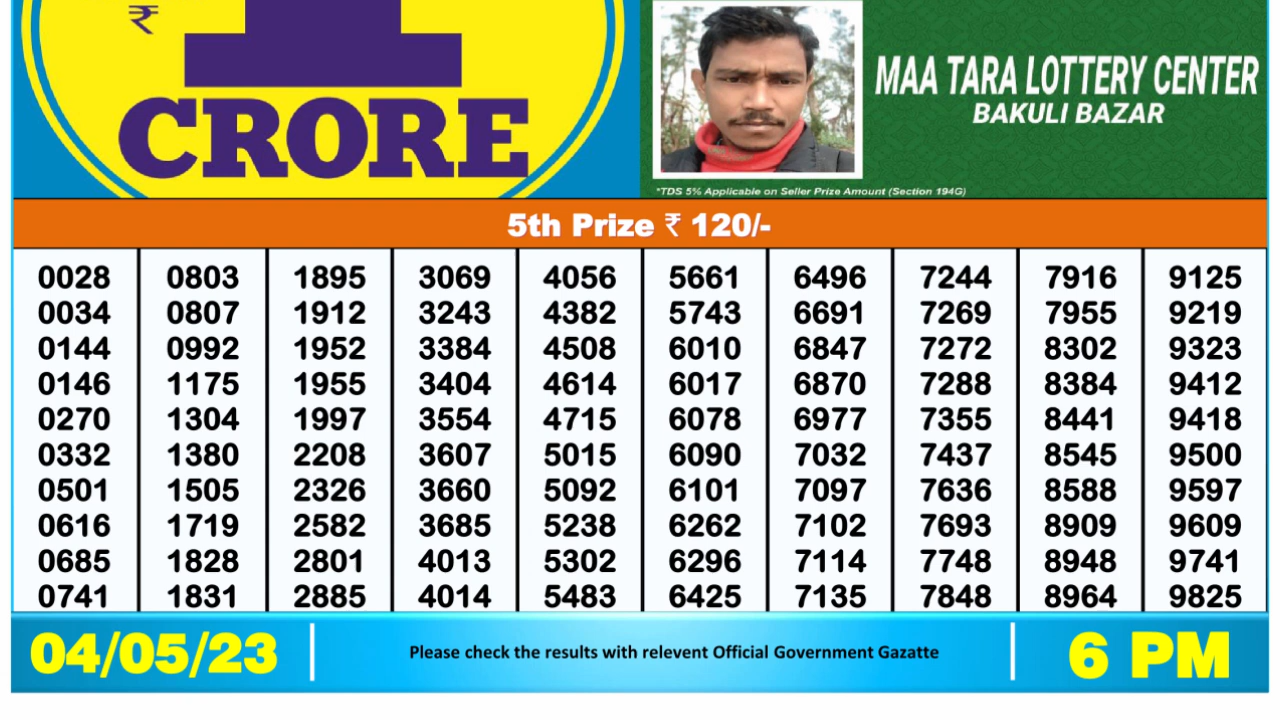 ₹
CRORE
MAA TARA LOTTERY CENTER
BAKULI BAZAR
*TDS 5% Applicable on Seller Prize Amount (Section 194G)
5th Prize ₹ 120/-
0028 0803 1895 3069 4056 5661 6496 7244 7916 9125
0034 0807 1912 3243 4382 5743 6691 7269 7955 9219
0144 0992 1952 3384 4508 6010 6847 7272 8302 9323
0146 1175 1955 3404 4614 6017 6870 7288 8384 9412
0270 1304 1997 3554 4715 6078 6977 7355 8441 9418
0332 1380 2208 3607 5015 6090 7032 7437 8545 9500
0501 1505 2326 3660 5092 6101 7097 7636 8588 9597
0616 1719 2582 3685 5238 6262 7102 7693 8909 9609
0685 1828 2801 4013 5302 6296 7114 7748 8948 9741
0741 1831 2885 4014 5483 6425 7135 7848 8964 9825
04/05/23
Please check the results with relevent Official Government Gazatte
6 PM